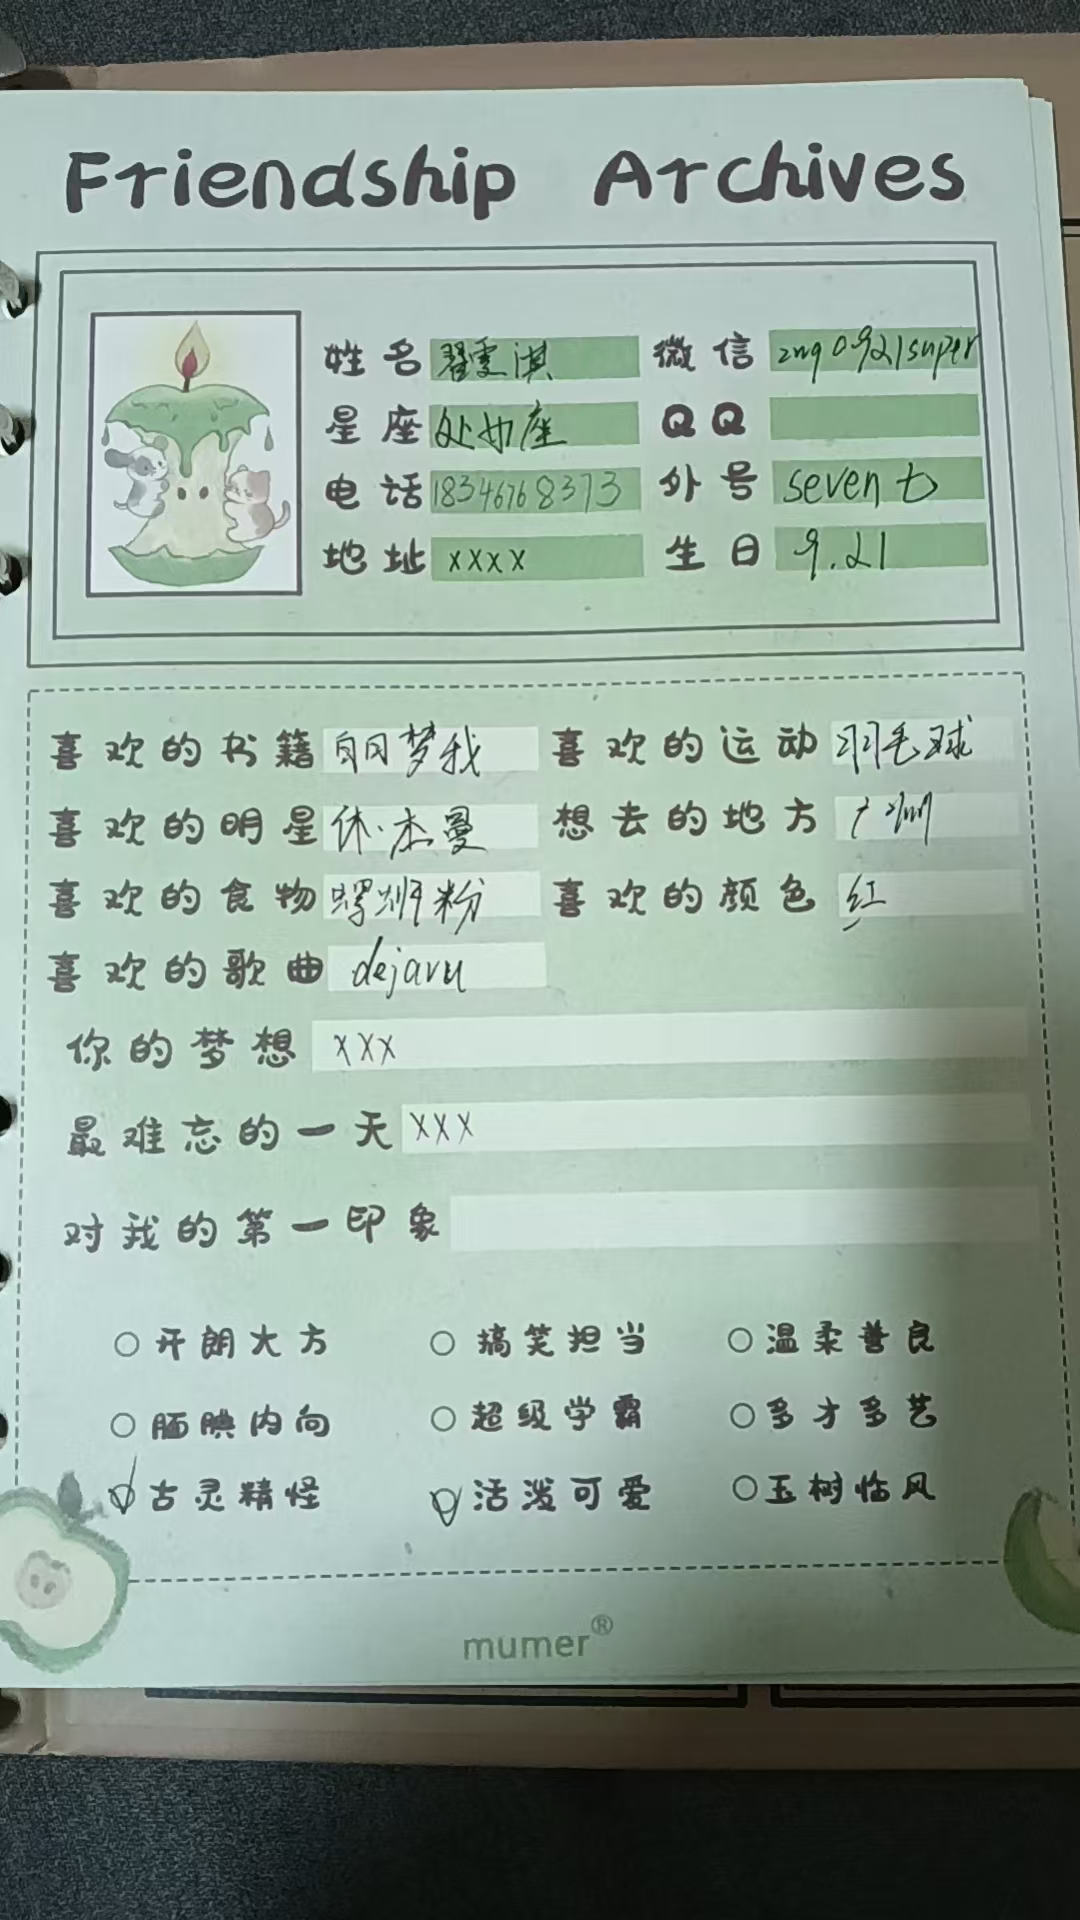 Friendship Archives
姓名 翟雯淇 微信 zwq0921super
星座 处女座 QQ
电话 18346768373 外号 seven七
地址 xxxx 生日 9.21
喜欢的书籍 明朝梦我 喜欢的运动 羽毛球
喜欢的明星 休·杰曼 想去的地方 广州
喜欢的食物 螺蛳粉 喜欢的颜色 红
喜欢的歌曲 dejavu
你的梦想 xxx
最难忘的一天 xxx
对我的第一印象
开朗大方 搞笑担当 温柔善良
腼腆内向 超级学霸 多才多艺
古灵精怪 活泼可爱 玉树临风
mumer®